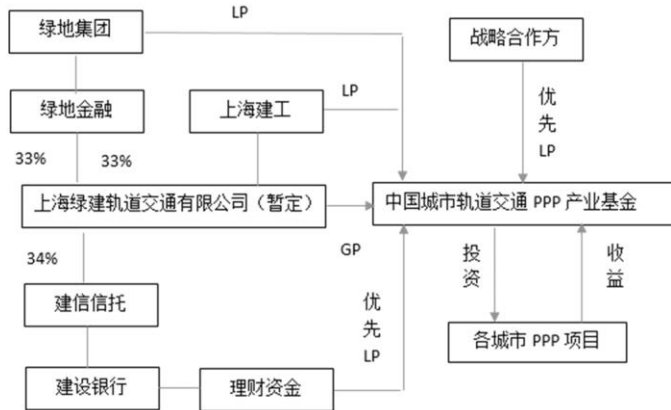 绿地集团
LP
战略合作方
绿地金融
上海建工
LP
优先LP
33%
33%
上海绿建轨道交通有限公司（暂定）
中国城市轨道交通 PPP 产业基金
34%
GP
投资
收益
建信信托
优先LP
各城市 PPP 项目
建设银行
理财资金